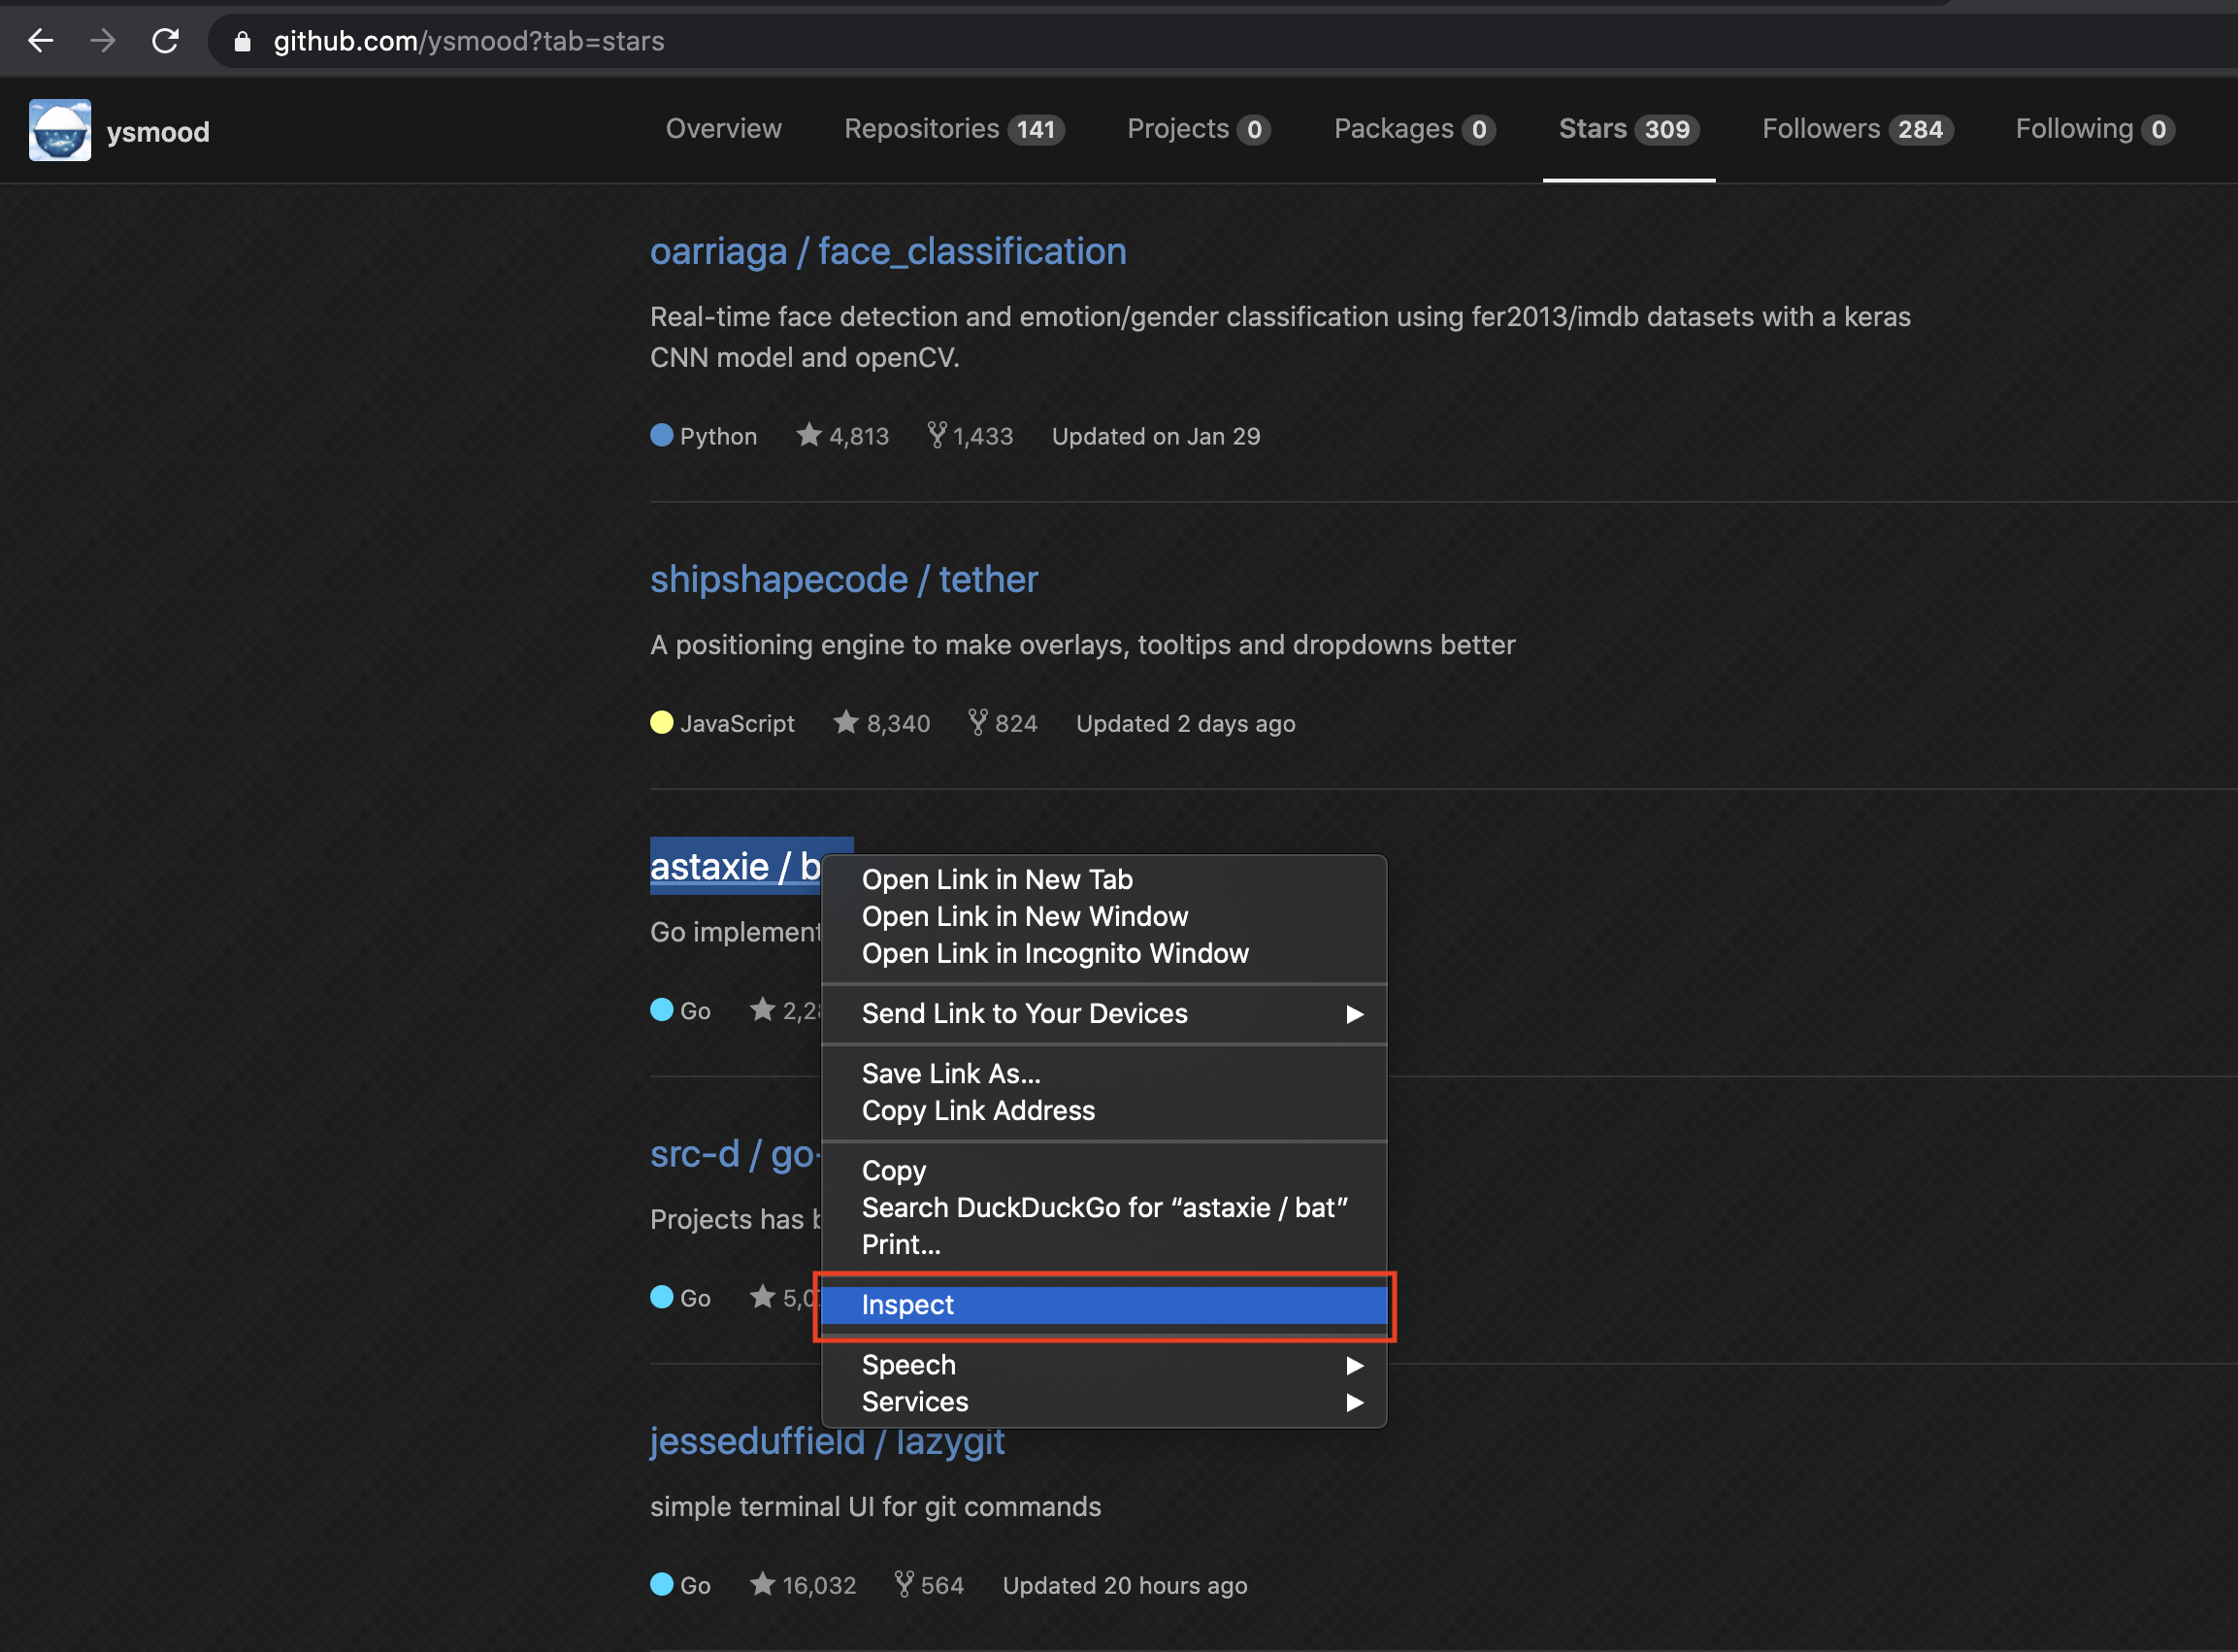 github.com/ysmood?tab=stars
ysmood
Overview Repositories 141 Projects 0 Packages 0 Stars 309 Followers 284 Following 0
oarriaga / face_classification
Real-time face detection and emotion/gender classification using fer2013/imdb datasets with a keras
CNN model and openCV.
Python 4,813 1,433 Updated on Jan 29
shipshapecode / tether
A positioning engine to make overlays, tooltips and dropdowns better
JavaScript 8,340 824 Updated 2 days ago
astaxie / b
Go implement
Go 2,2
src-d / go-
Projects has b
Go 5,0
Open Link in New Tab
Open Link in New Window
Open Link in Incognito Window
Send Link to Your Devices
Save Link As...
Copy Link Address
Copy
Search DuckDuckGo for “astaxie / bat”
Print...
Inspect
Speech
Services
jesseduffield / lazygit
simple terminal UI for git commands
Go 16,032 564 Updated 20 hours ago